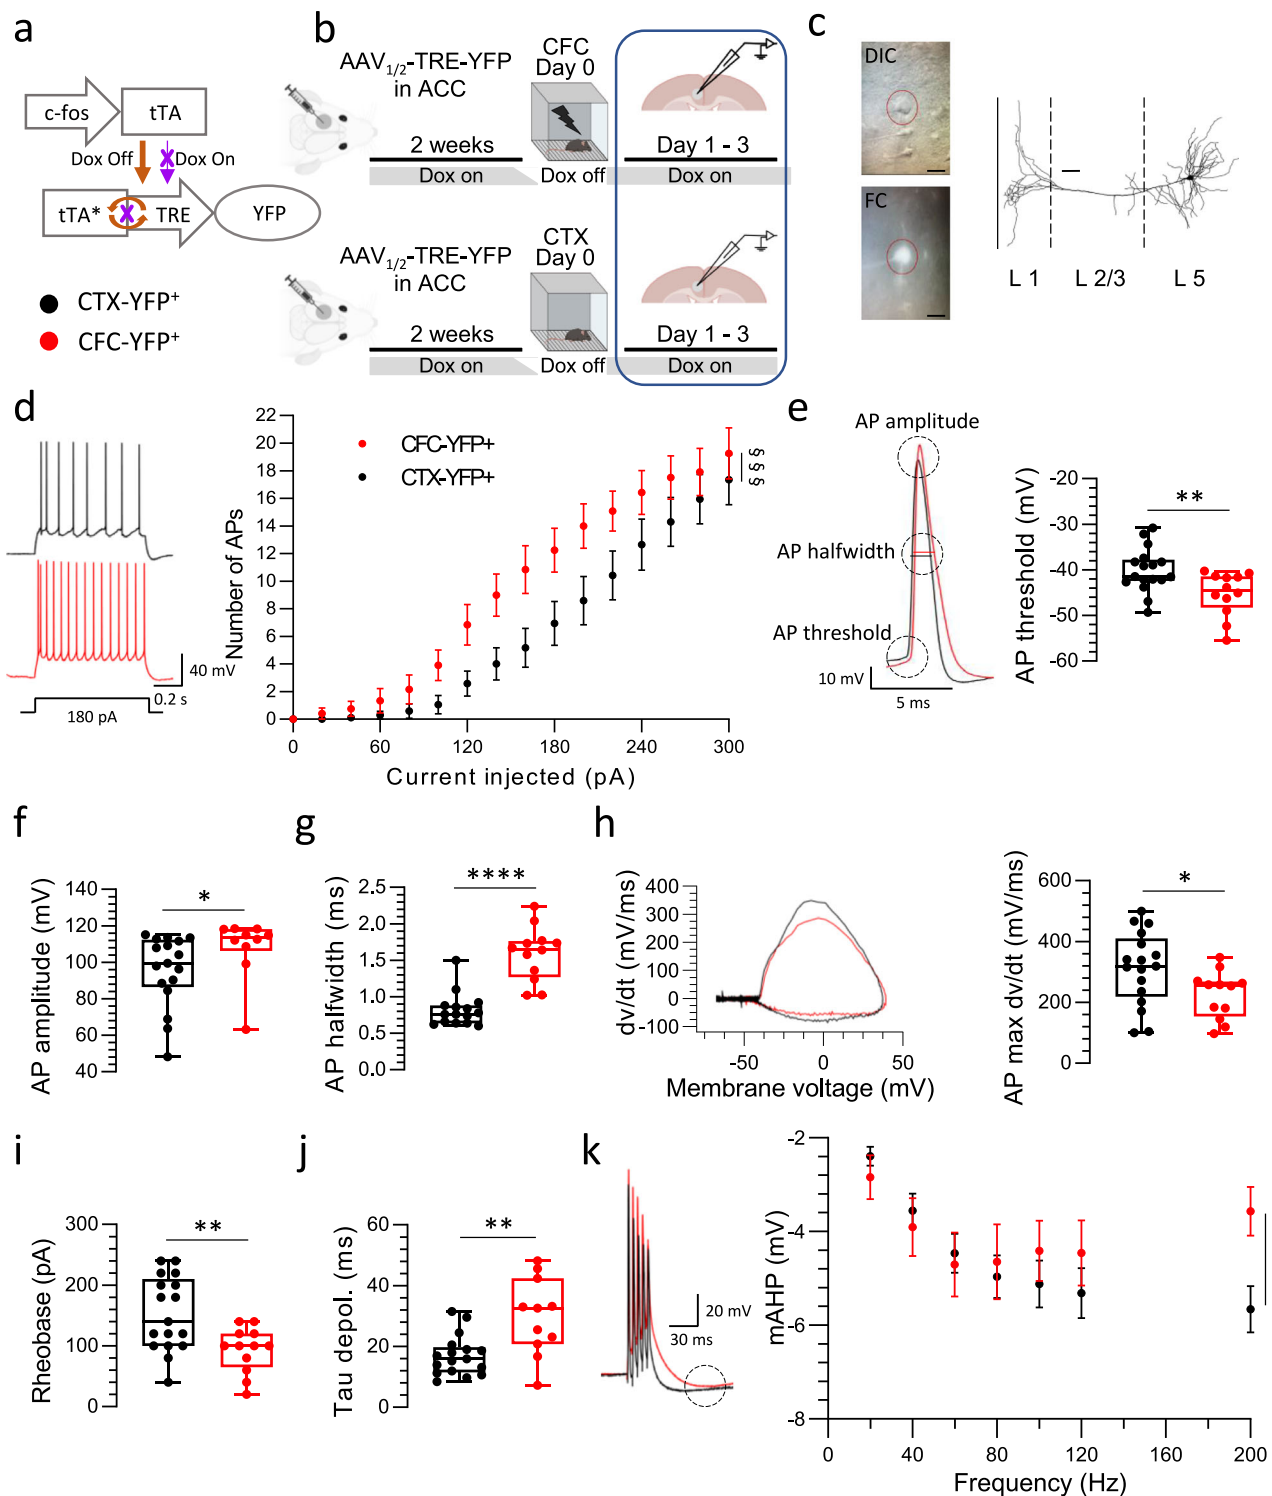 a
c-fos
tTA
Dox Off
Dox On
tTA*
TRE
YFP
CTX-YFP+
CFC-YFP+
b
AAV1/2-TRE-YFP
in ACC
CFC
Day 0
2 weeks
Day 1 - 3
Dox on
Dox off
Dox on
AAV1/2-TRE-YFP
in ACC
CTX
Day 0
2 weeks
Day 1 - 3
Dox on
Dox off
Dox on
c
DIC
FC
L 1
L 2/3
L 5
d
40 mV
0.2 s
180 pA
Number of APs
22
20
18
16
14
12
10
8
6
4
2
0
CFC-YFP+
CTX-YFP+
§§§
0
60
120
180
240
300
Current injected (pA)
e
AP amplitude
AP halfwidth
AP threshold
10 mV
5 ms
AP threshold (mV)
-20
-30
-40
-50
-60
**
f
AP amplitude (mV)
140
120
100
80
60
40
*
g
AP halfwidth (ms)
2.5
2.0
1.5
1.0
0.5
0.0
****
h
dv/dt (mV/ms)
400
300
200
100
0
-100
-50
0
50
Membrane voltage (mV)
AP max dv/dt (mV/ms)
600
400
200
0
*
i
Rheobase (pA)
300
200
100
0
**
j
Tau depol. (ms)
60
40
20
0
**
k
20 mV
30 ms
mAHP (mV)
-2
-4
-6
-8
0
40
80
120
160
200
Frequency (Hz)